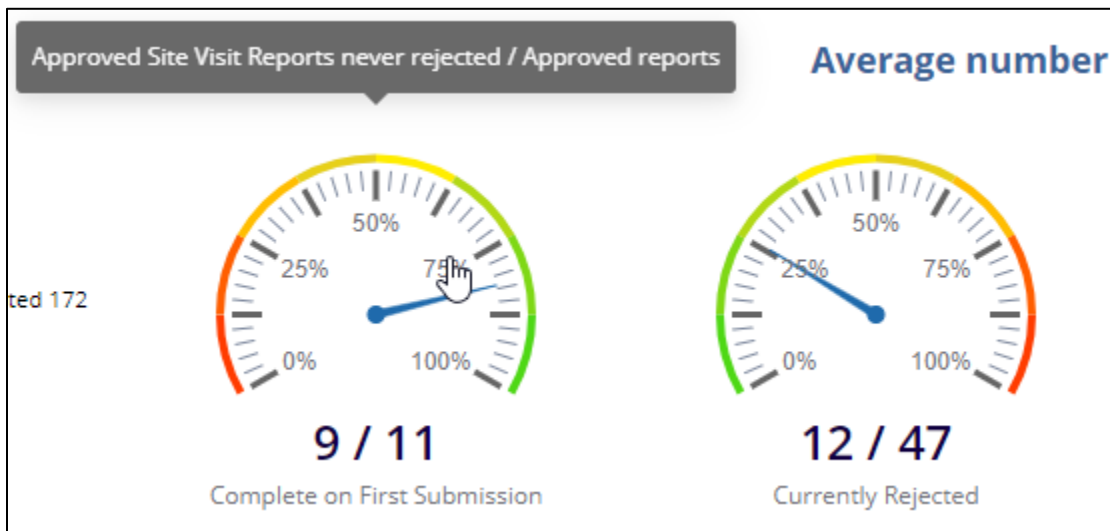 Approved Site Visit Reports never rejected / Approved reports
Average number
ted 172
0%
25%
50%
75%
100%
9 / 11
Complete on First Submission
0%
25%
50%
75%
100%
12 / 47
Currently Rejected